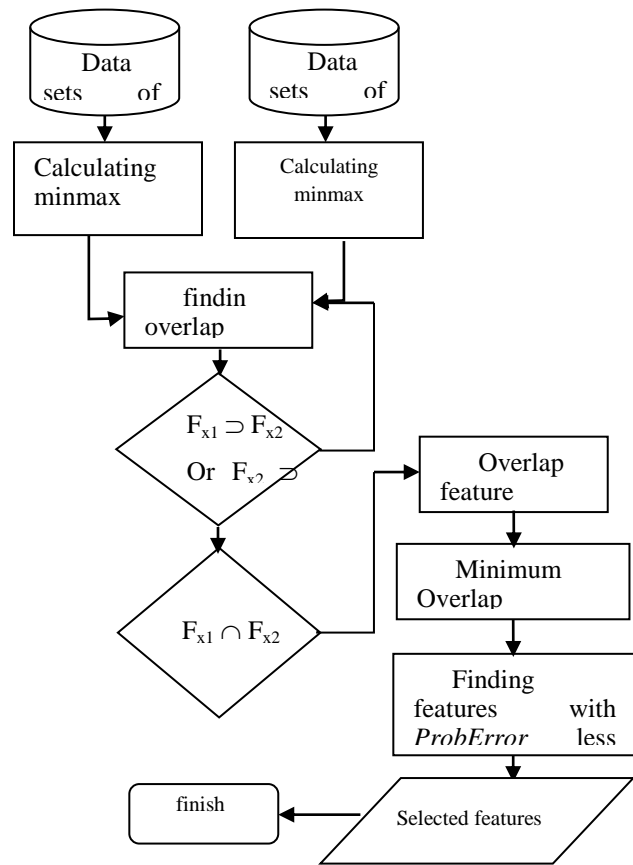 Data
sets of
Data
sets of
Calculating
minmax
Calculating
minmax
findin
overlap
Fx1 ⊃ Fx2
Or Fx2 ⊃
Fx1 ∩ Fx2
Overlap
feature
Minimum
Overlap
Finding
features with
ProbError less
Selected features
finish